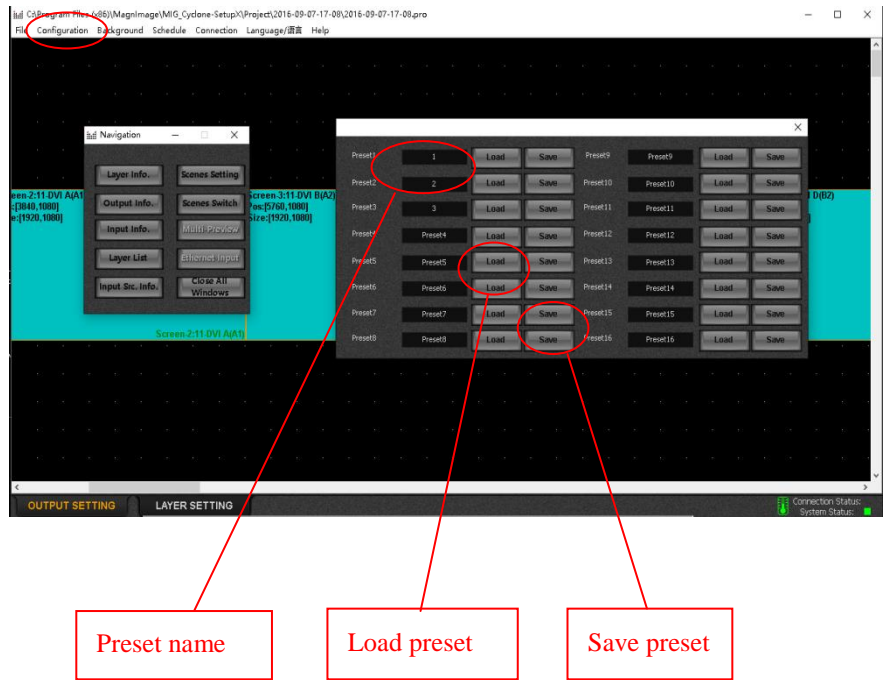 C:\Program Files (x86)\MagnImage\MIG_Cyclone-SetupX\Project\2016-09-07-17-08\2016-09-07-17-08.pro
File Configuration Background Schedule Connection Language/语言 Help
Navigation
Layer Info. Scenes Setting
Output Info. Scenes Switch
Input Info. Multi-Preview
Layer List Ethernet Input
Input Src. Info. Close All Windows
een-2:11-DVI A(A1
:[3840,1080]
e:[1920,1080]
Screen-2:11-DVI A(A1)
Screen-3:11-DVI B(A2)
Pos:[5760,1080]
Size:[1920,1080]
D(B2)
Preset1 1 Load Save Preset9 Preset9 Load Save
Preset2 2 Load Save Preset10 Preset10 Load Save
Preset3 3 Load Save Preset11 Preset11 Load Save
Preset4 Preset4 Load Save Preset12 Preset12 Load Save
Preset5 Preset5 Load Save Preset13 Preset13 Load Save
Preset6 Preset6 Load Save Preset14 Preset14 Load Save
Preset7 Preset7 Load Save Preset15 Preset15 Load Save
Preset8 Preset8 Load Save Preset16 Preset16 Load Save
OUTPUT SETTING LAYER SETTING
Connection Status:
System Status:
Preset name
Load preset
Save preset